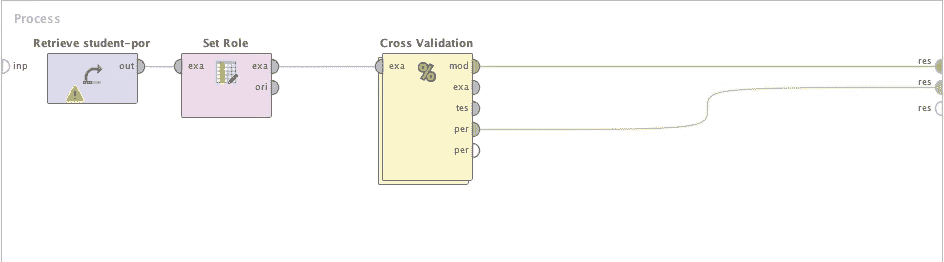 Process
Retrieve student-por
Set Role
Cross Validation
inp
out
exa
exa
ori
exa
mod
exa
tes
per
per
res
res
res